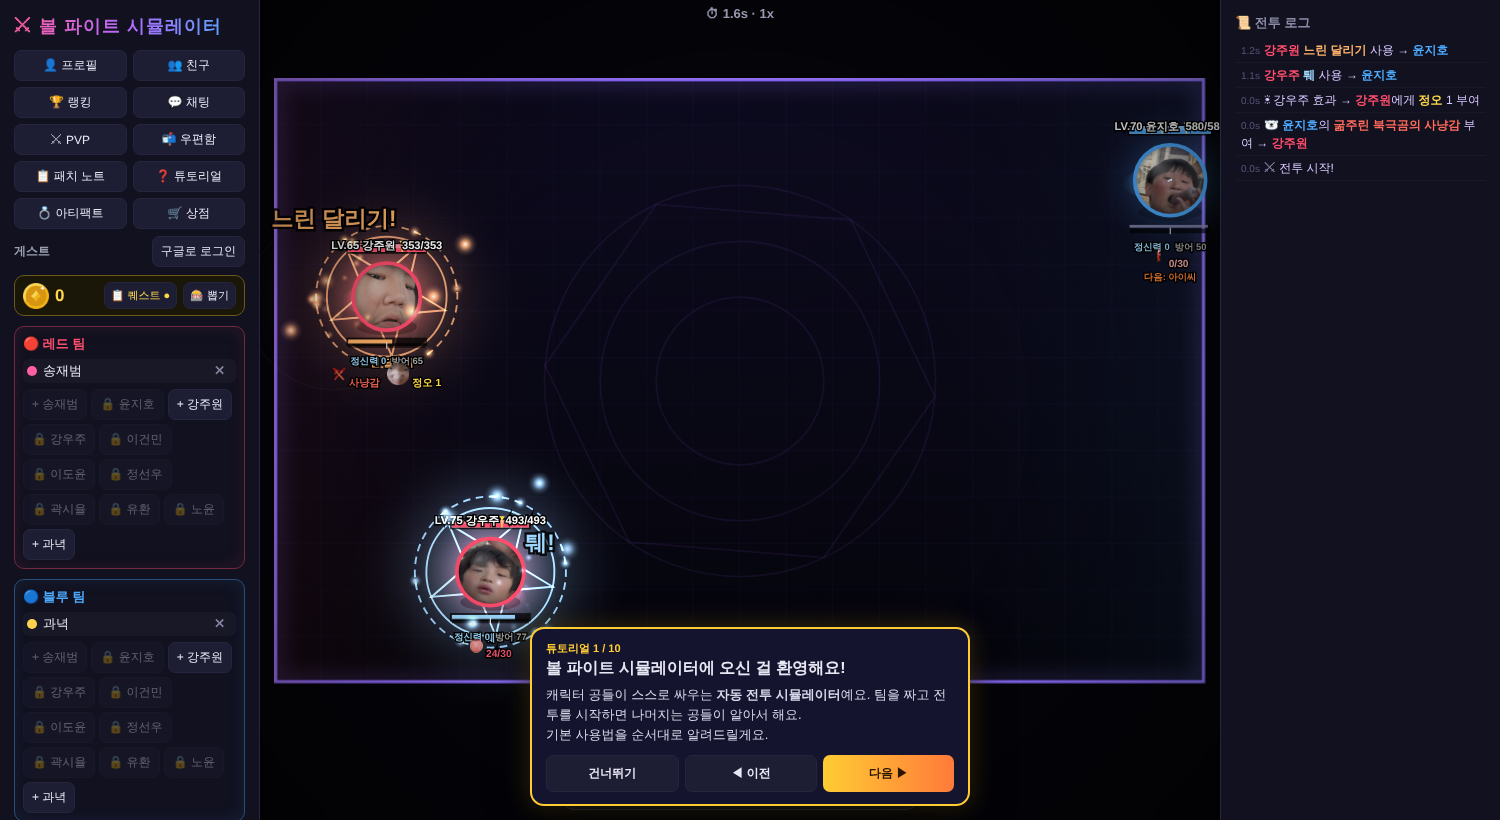 ⚔ 볼 파이트 시뮬레이터
👤 프로필
👥 친구
🏆 랭킹
💬 채팅
⚔ PVP
📬 우편함
📋 패치 노트
❓ 튜토리얼
💍 아티팩트
🛒 상점
게스트
구글로 로그인
0
📋 퀘스트 ●
🎰 뽑기
🔴 레드 팀
송재범 ✕
+ 송재범
🔒 윤지호
+ 강주원
🔒 강우주
🔒 이건민
🔒 이도윤
🔒 정선우
🔒 곽시율
🔒 유환
🔒 노윤
+ 과녁
🔵 블루 팀
과녁 ✕
+ 송재범
🔒 윤지호
+ 강주원
🔒 강우주
🔒 이건민
🔒 이도윤
🔒 정선우
🔒 곽시율
🔒 유환
🔒 노윤
+ 과녁
⏱ 1.6s · 1x
LV.70 윤지호 580/58
정신력 0 방어 50
0/30
다음: 아이씨
느린 달리기!
LV.65 강주원 353/353
정신력 0 방어 65
사냥감
정오 1
LV.75 강우주 493/493
퉤!
정신력 0 방어 77
24/30
튜토리얼 1 / 10
볼 파이트 시뮬레이터에 오신 걸 환영해요!
캐릭터 공들이 스스로 싸우는 자동 전투 시뮬레이터예요. 팀을 짜고 전
투를 시작하면 나머지는 공들이 알아서 해요.
기본 사용법을 순서대로 알려드릴게요.
건너뛰기
◀ 이전
다음 ▶
📜 전투 로그
1.2s 강주원 느린 달리기 사용 → 윤지호
1.1s 강우주 퉤 사용 → 윤지호
0.0s 강우주 효과 → 강주원에게 정오 1 부여
0.0s 🐻‍❄️ 윤지호의 굶주린 북극곰의 사냥감 부
여 → 강주원
0.0s ⚔ 전투 시작!